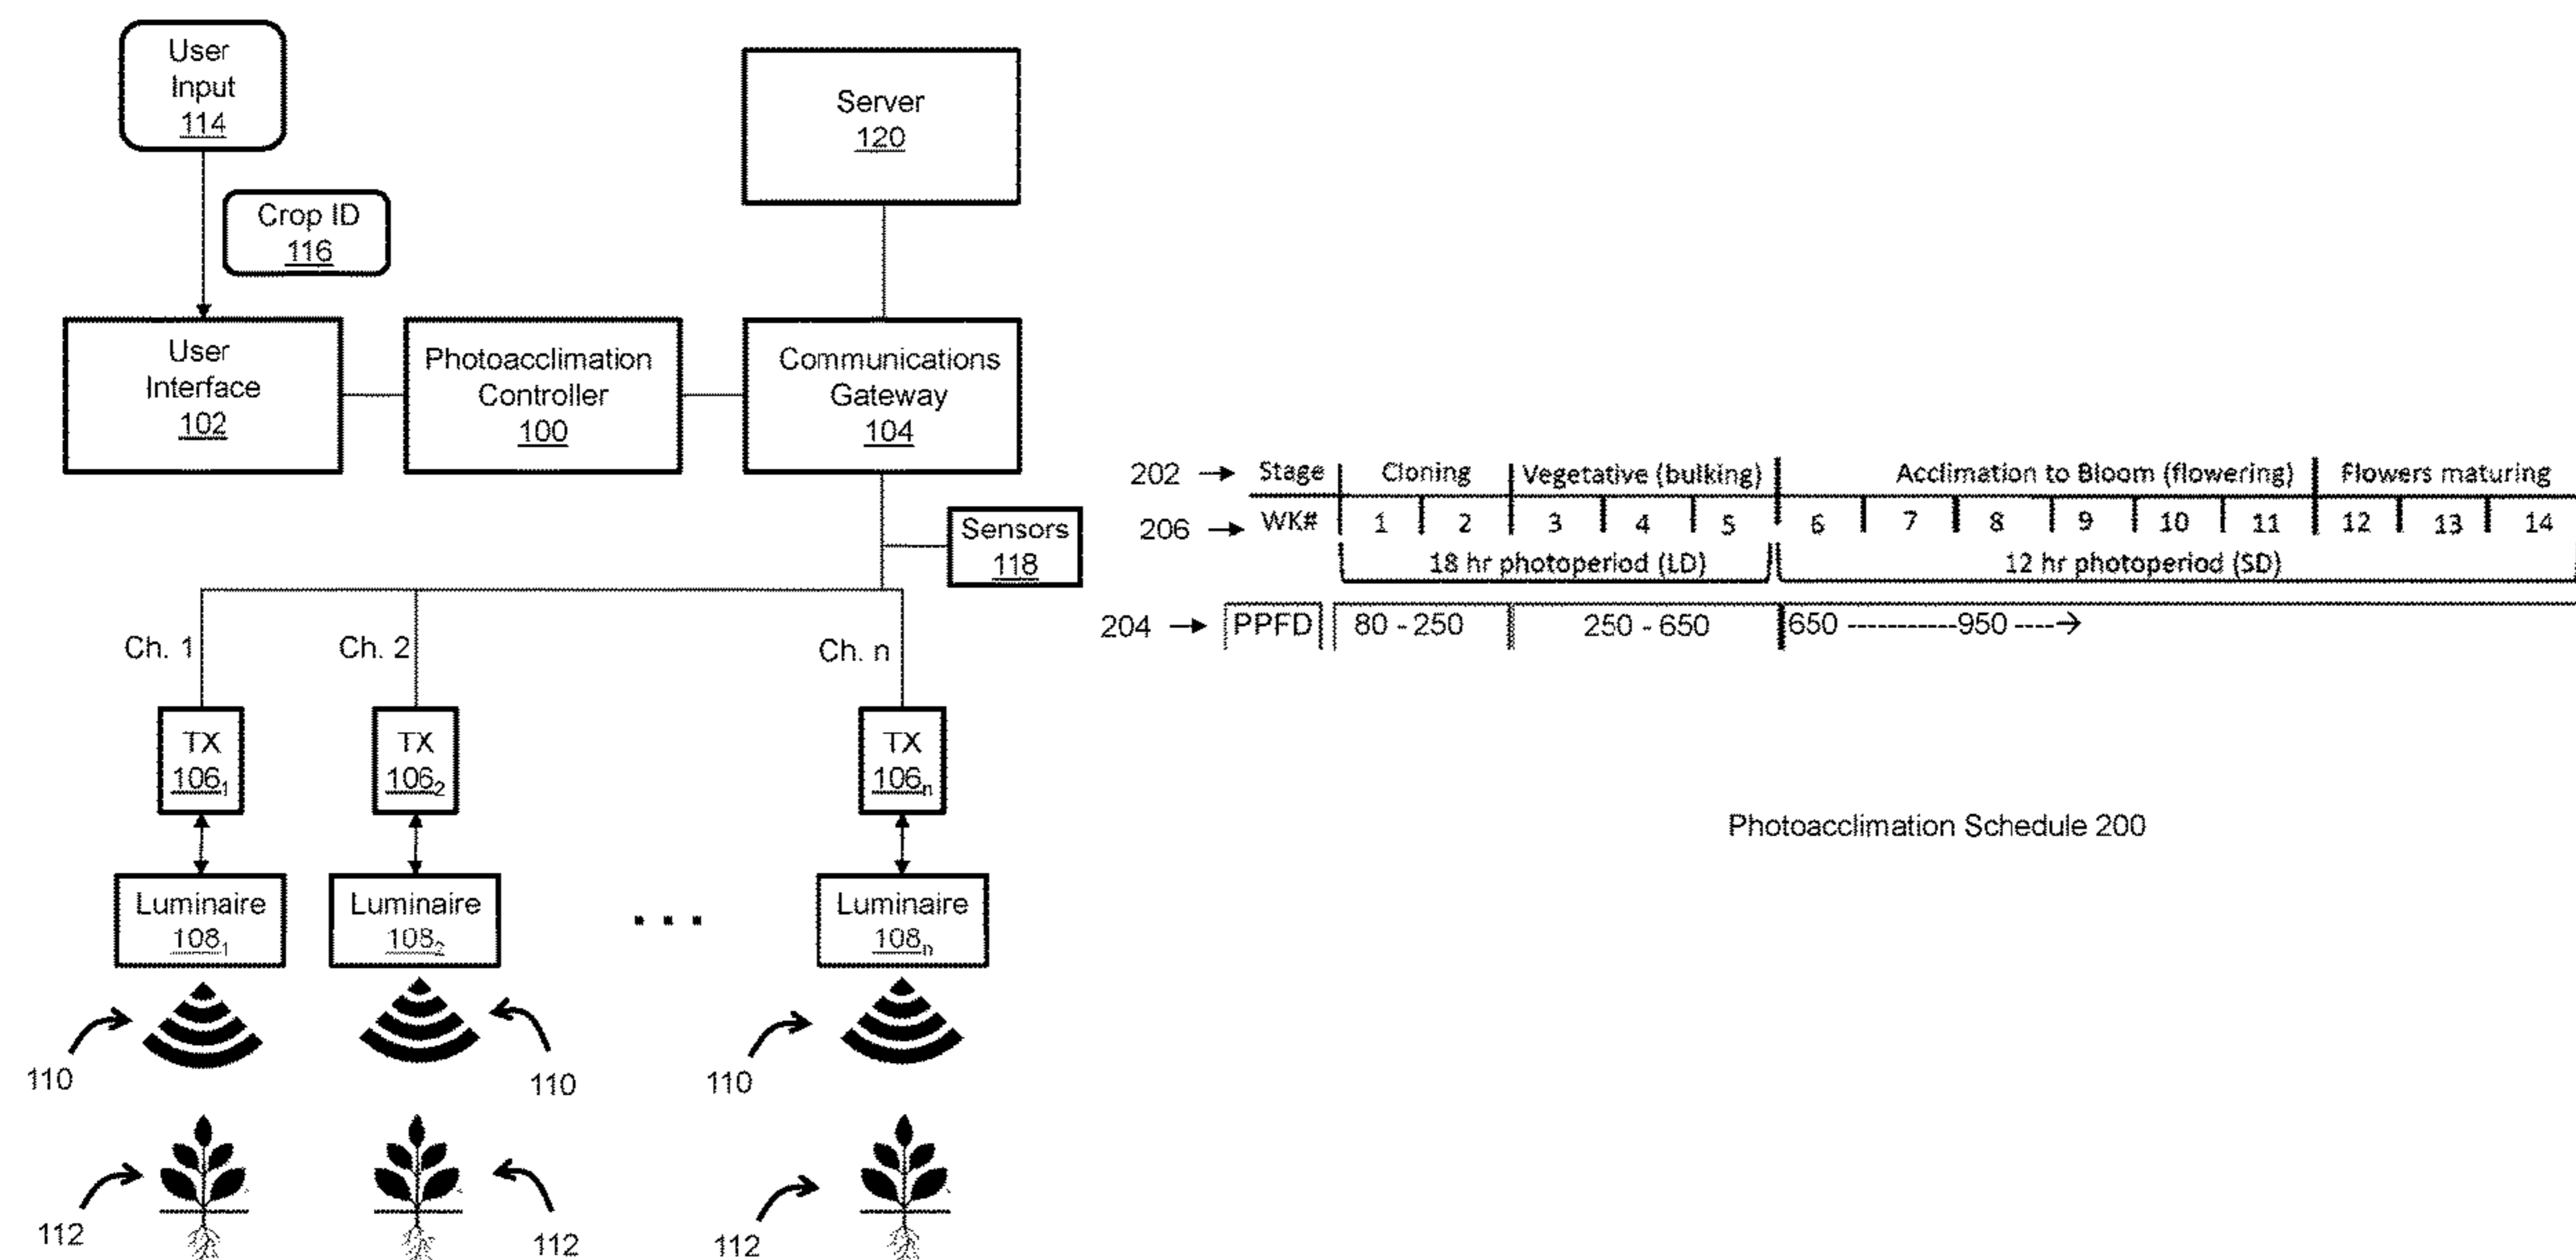 User
Input
114
Crop ID
116
Server
120
User
Interface
102
Photoacclimation
Controller
100
Communications
Gateway
104
Sensors
118
Ch. 1
Ch. 2
Ch. n
TX
106₁
TX
106₂
TX
106ₙ
Luminaire
108₁
Luminaire
108₂
...
Luminaire
108ₙ
110
110
110
112
112
112
202 → Stage Cloning Vegetative (bulking) Acclimation to Bloom (flowering) Flowers maturing
206 → WK# 1 2 3 4 5 6 7 8 9 10 11 12 13 14
18 hr photoperiod (LD) 12 hr photoperiod (SD)
204 → PPFD 80 - 250 250 - 650 650 -----------950 ----→
Photoacclimation Schedule 200